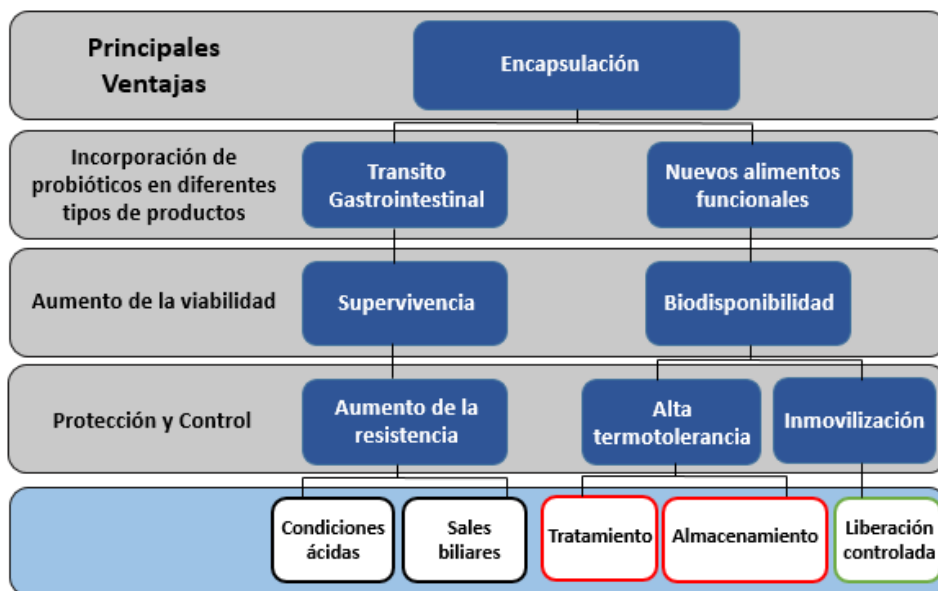 Principales
Ventajas
Encapsulación
Incorporación de
probióticos en diferentes
tipos de productos
Transito
Gastrointestinal
Nuevos alimentos
funcionales
Aumento de la viabilidad
Supervivencia
Biodisponibilidad
Protección y Control
Aumento de la
resistencia
Alta
termotolerancia
Inmovilización
Condiciones
ácidas
Sales
biliares
Tratamiento
Almacenamiento
Liberación
controlada